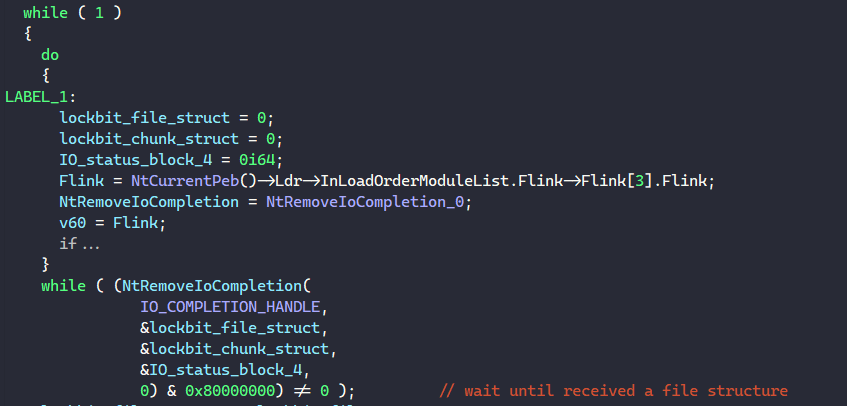 while ( 1 )
{
do
{
LABEL_1:
lockbit_file_struct = 0;
lockbit_chunk_struct = 0;
IO_status_block_4 = 0i64;
Flink = NtCurrentPeb()->Ldr->InLoadOrderModuleList.Flink->Flink[3].Flink;
NtRemoveIoCompletion = NtRemoveIoCompletion_0;
v60 = Flink;
if ...
}
while ( (NtRemoveIoCompletion(
IO_COMPLETION_HANDLE,
&lockbit_file_struct,
&lockbit_chunk_struct,
&IO_status_block_4,
0) & 0x80000000) != 0 ); // wait until received a file structure